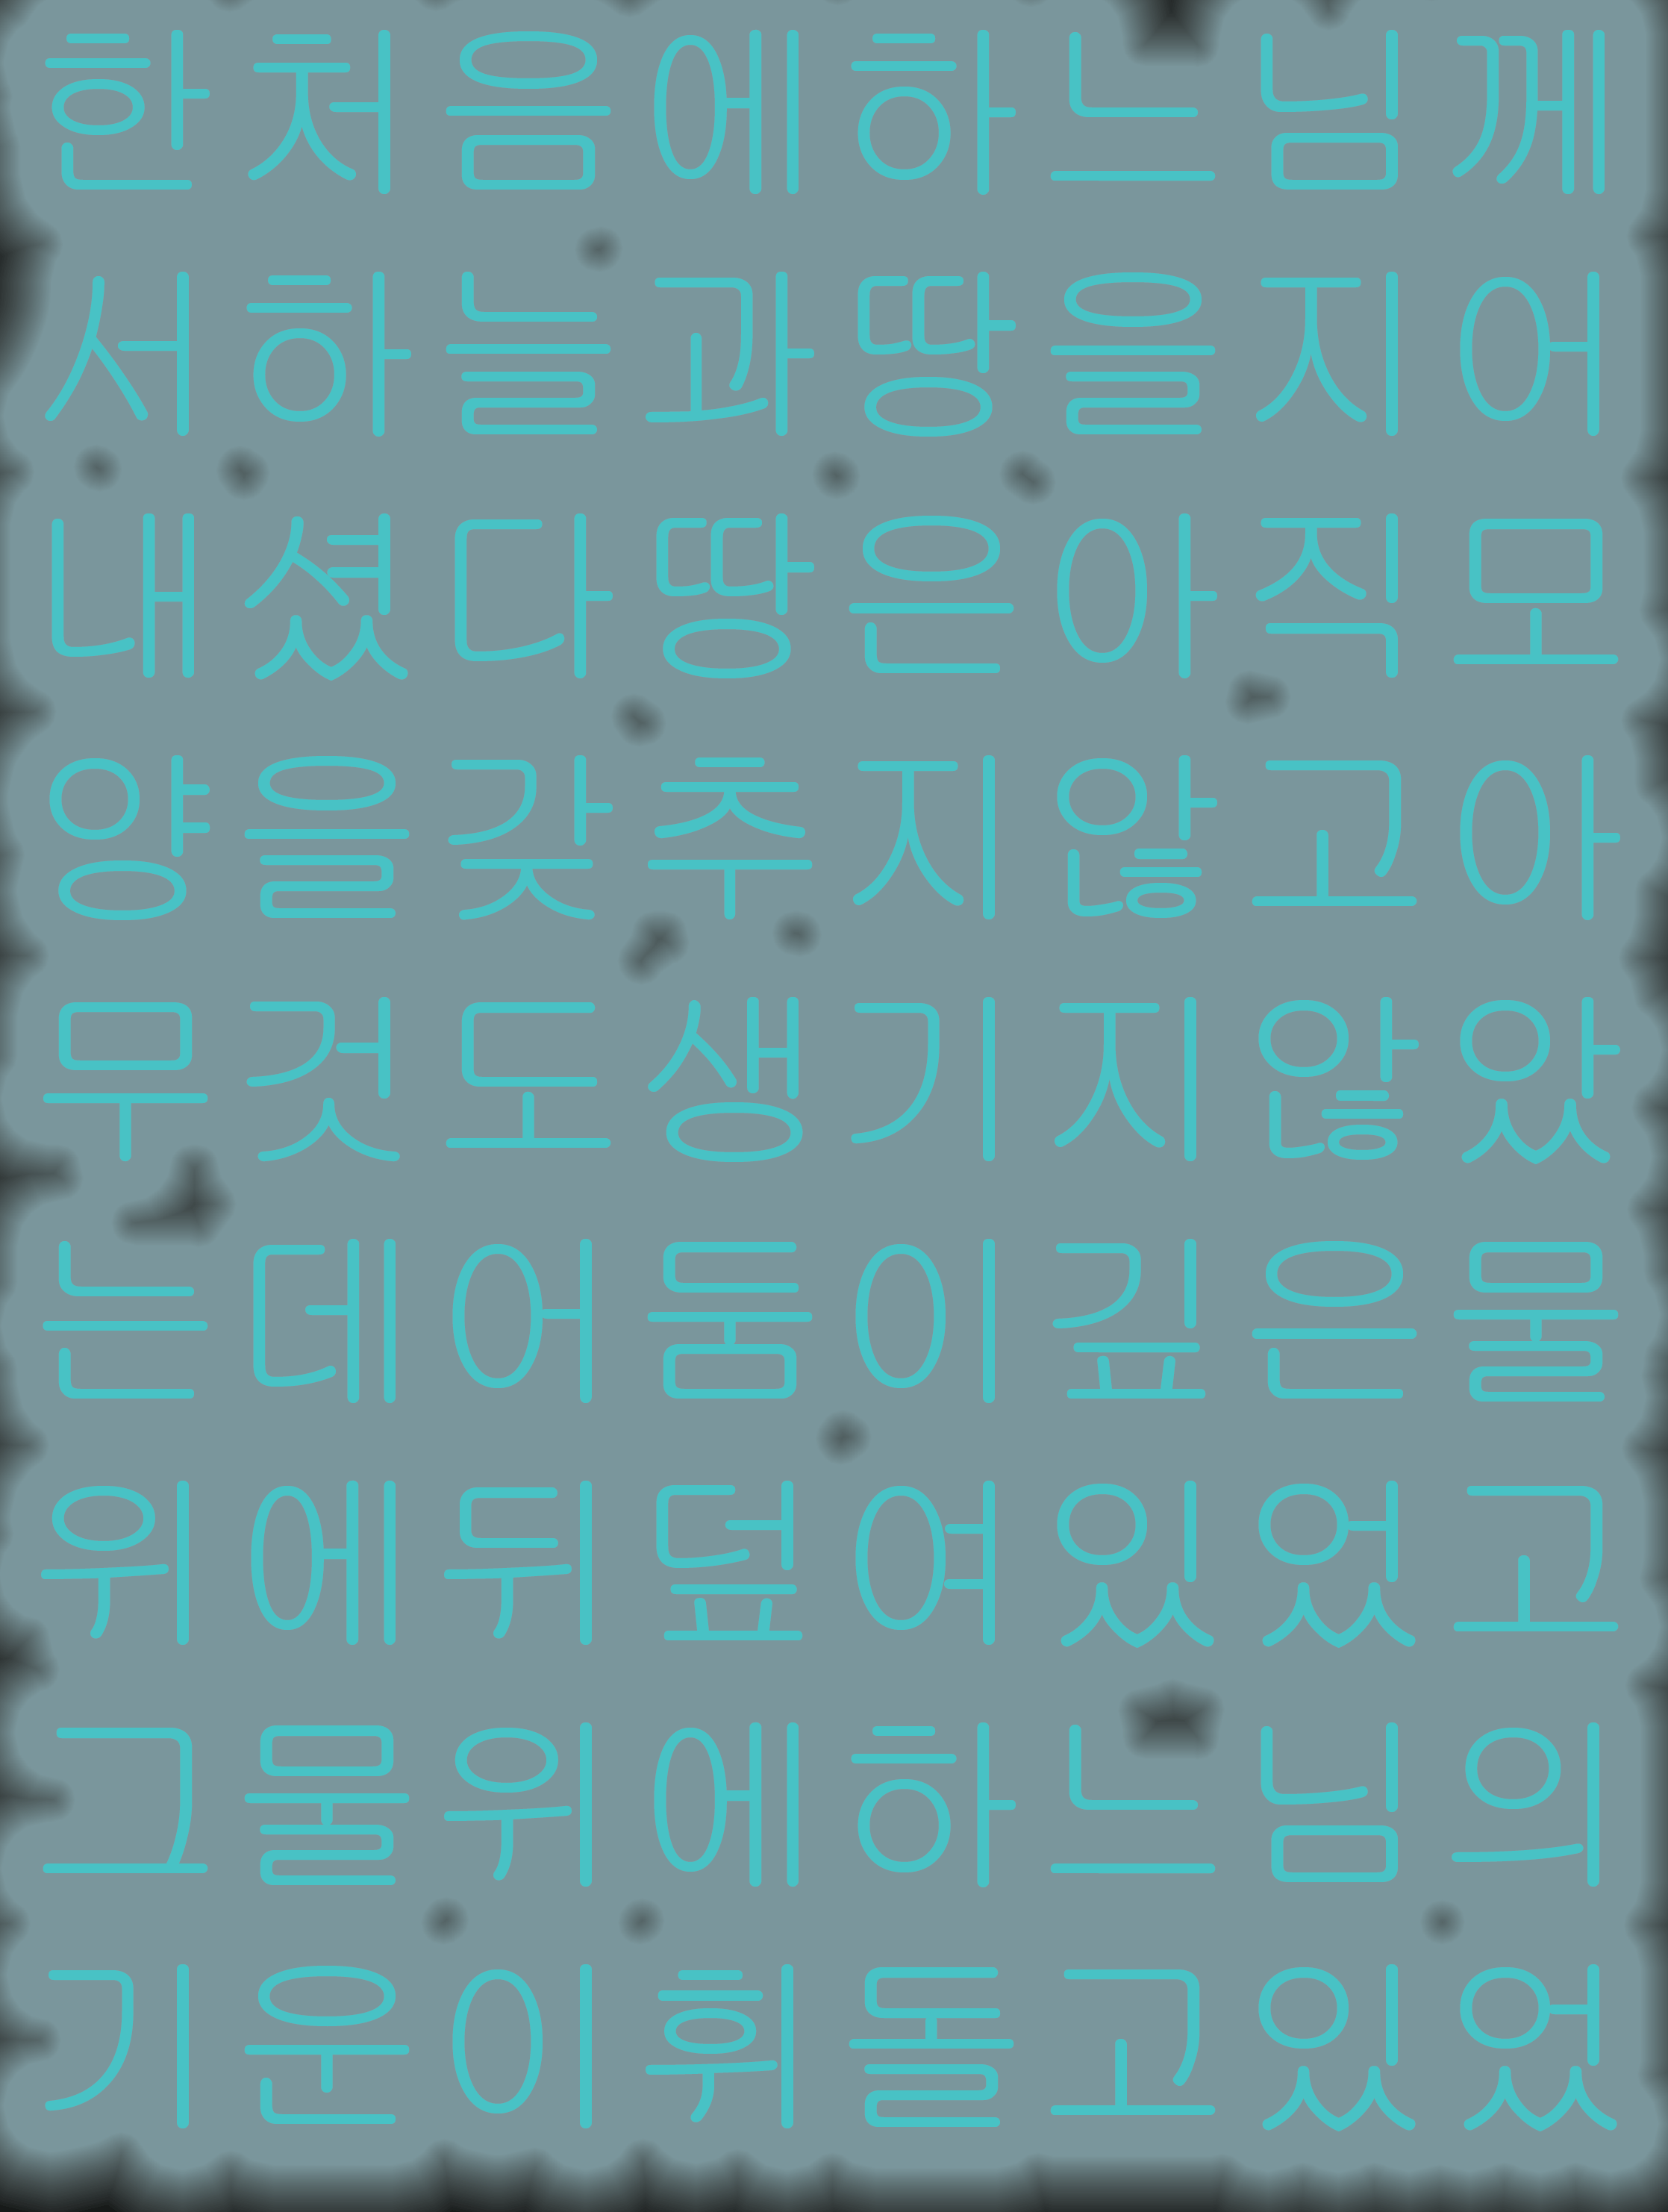 한처음에하느님께
서하늘과땅을지어
내셨다땅은아직모
양을갖추지않고아
무것도생기지않았
는데어둠이깊은물
위에뒤덮여있었고
그물위에하느님의
기운이휘돌고있었